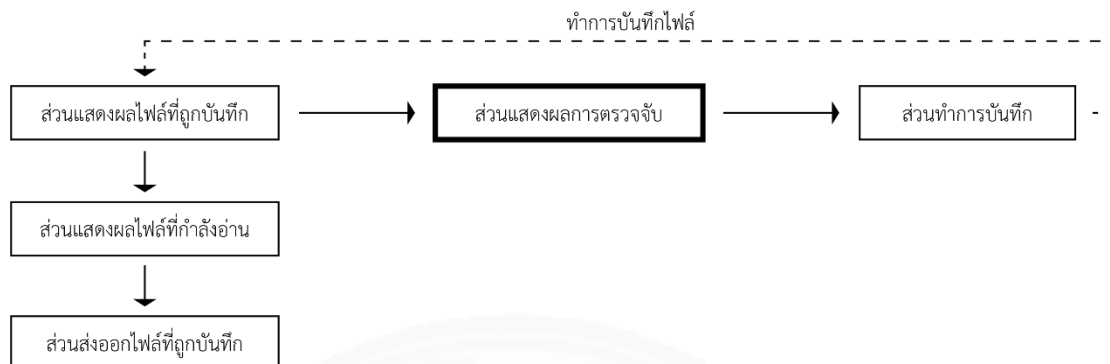 ทำการบันทึกไฟล์
ส่วนแสดงผลไฟล์ที่ถูกบันทึก
ส่วนแสดงผลการตรวจจับ
ส่วนทำการบันทึก
ส่วนแสดงผลไฟล์ที่กำลังอ่าน
ส่วนส่งออกไฟล์ที่ถูกบันทึก